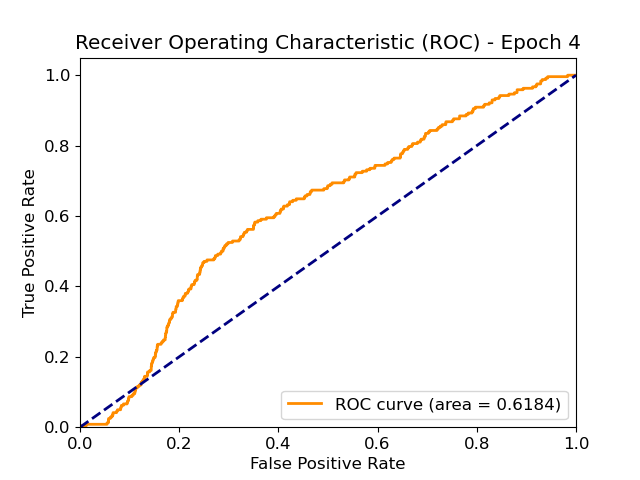 Receiver Operating Characteristic (ROC) - Epoch 4
True Positive Rate
1.0
0.8
0.6
0.4
0.2
0.0
ROC curve (area = 0.6184)
0.0 0.2 0.4 0.6 0.8 1.0
False Positive Rate